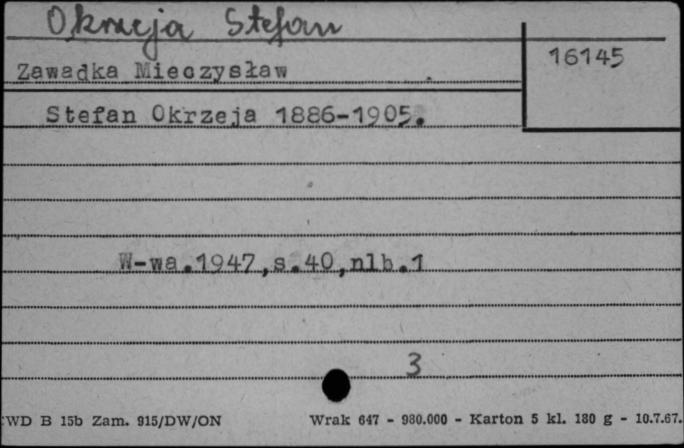 Okrzeja Stefan
16145
Zawadka Mieczysław
Stefan Okrzeja 1886-1905.
W-wa.1947,s.40,nlb.1
3
WD B 15b Zam. 915/DW/ON Wrak 647 - 980.000 - Karton 5 kl. 180 g - 10.7.67.